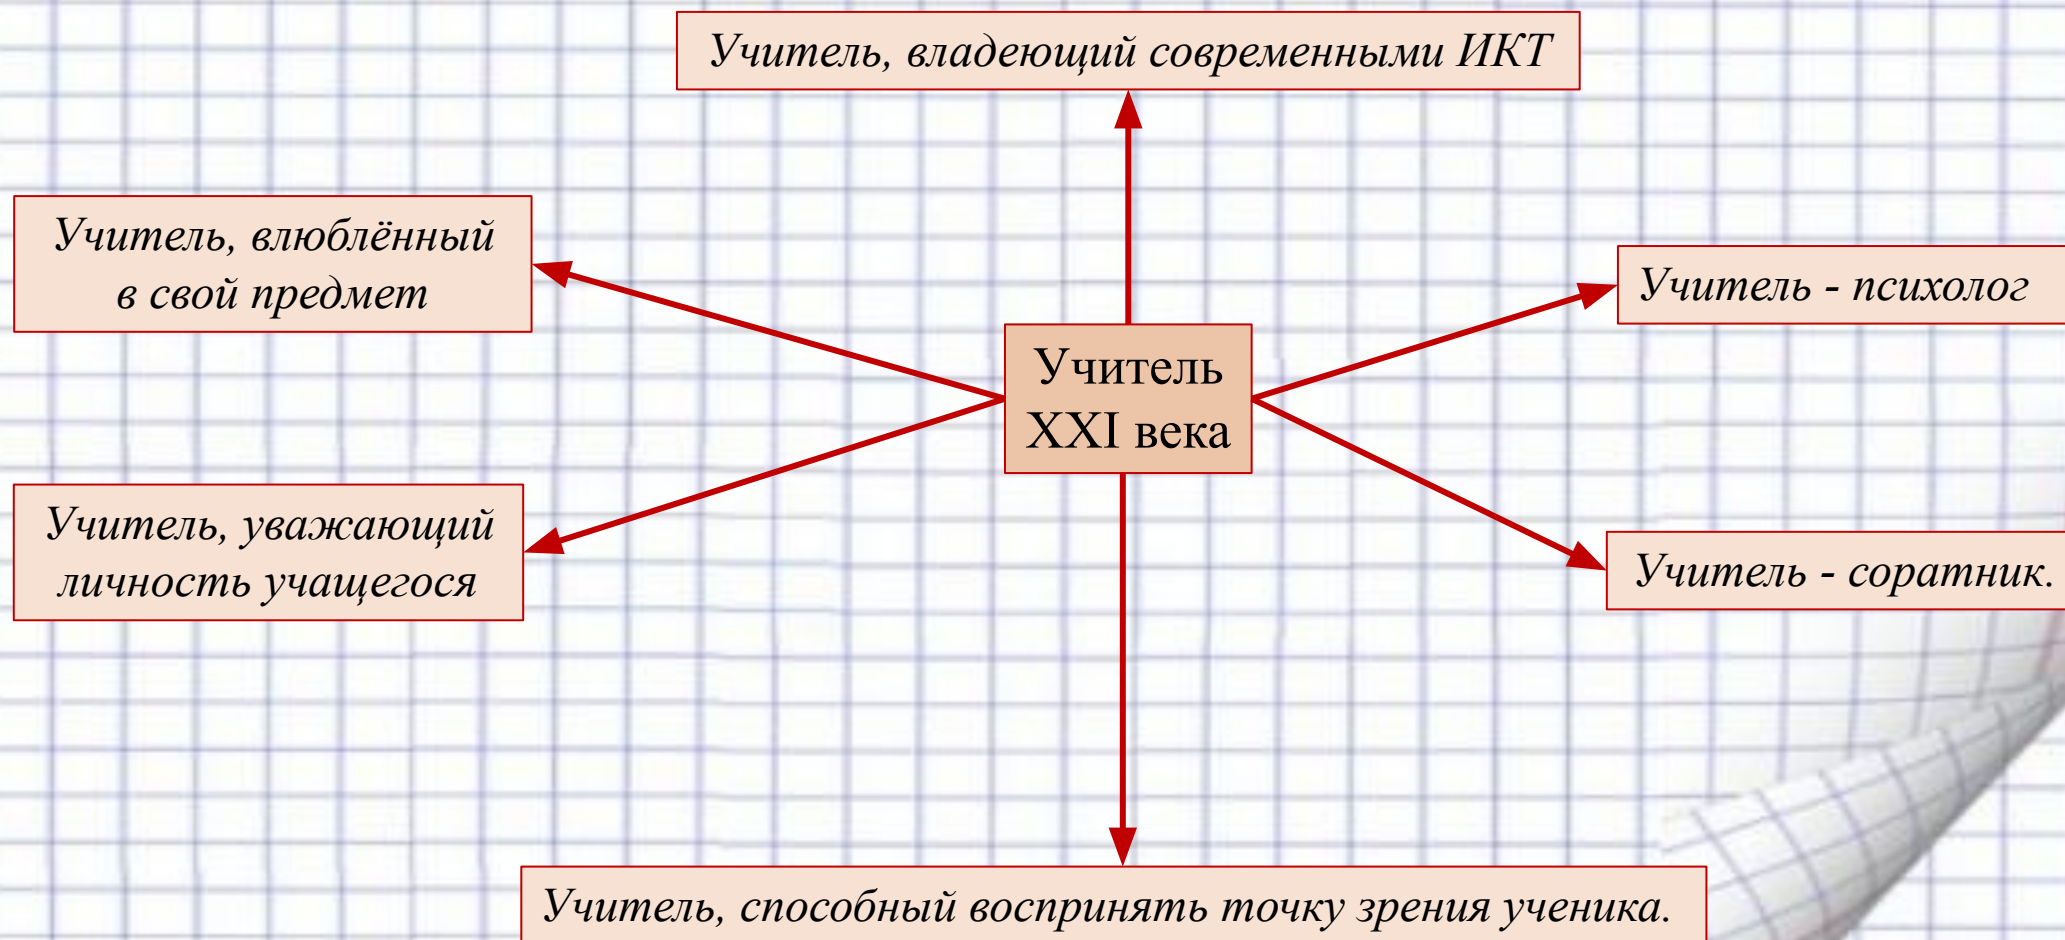 Учитель, владеющий современными ИКТ
Учитель, влюблённый
в свой предмет
Учитель - психолог
Учитель
XXI века
Учитель, уважающий
личность учащегося
Учитель - соратник.
Учитель, способный воспринять точку зрения ученика.